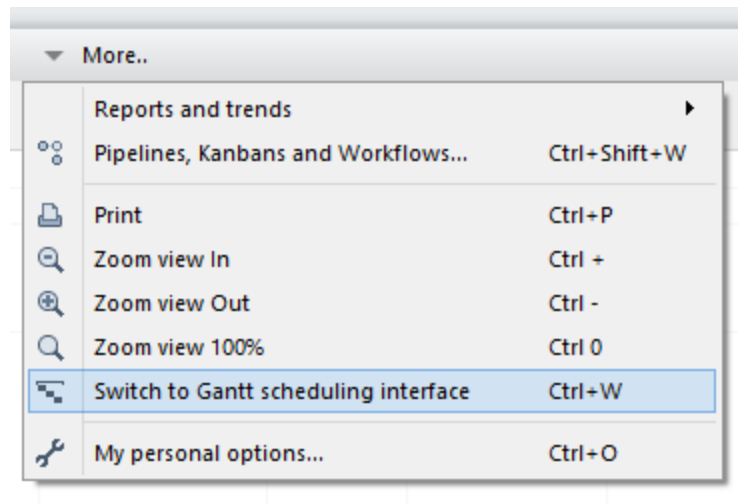 More..
Reports and trends
Pipelines, Kanbans and Workflows... Ctrl+Shift+W
Print Ctrl+P
Zoom view In Ctrl +
Zoom view Out Ctrl -
Zoom view 100% Ctrl 0
Switch to Gantt scheduling interface Ctrl+W
My personal options... Ctrl+O